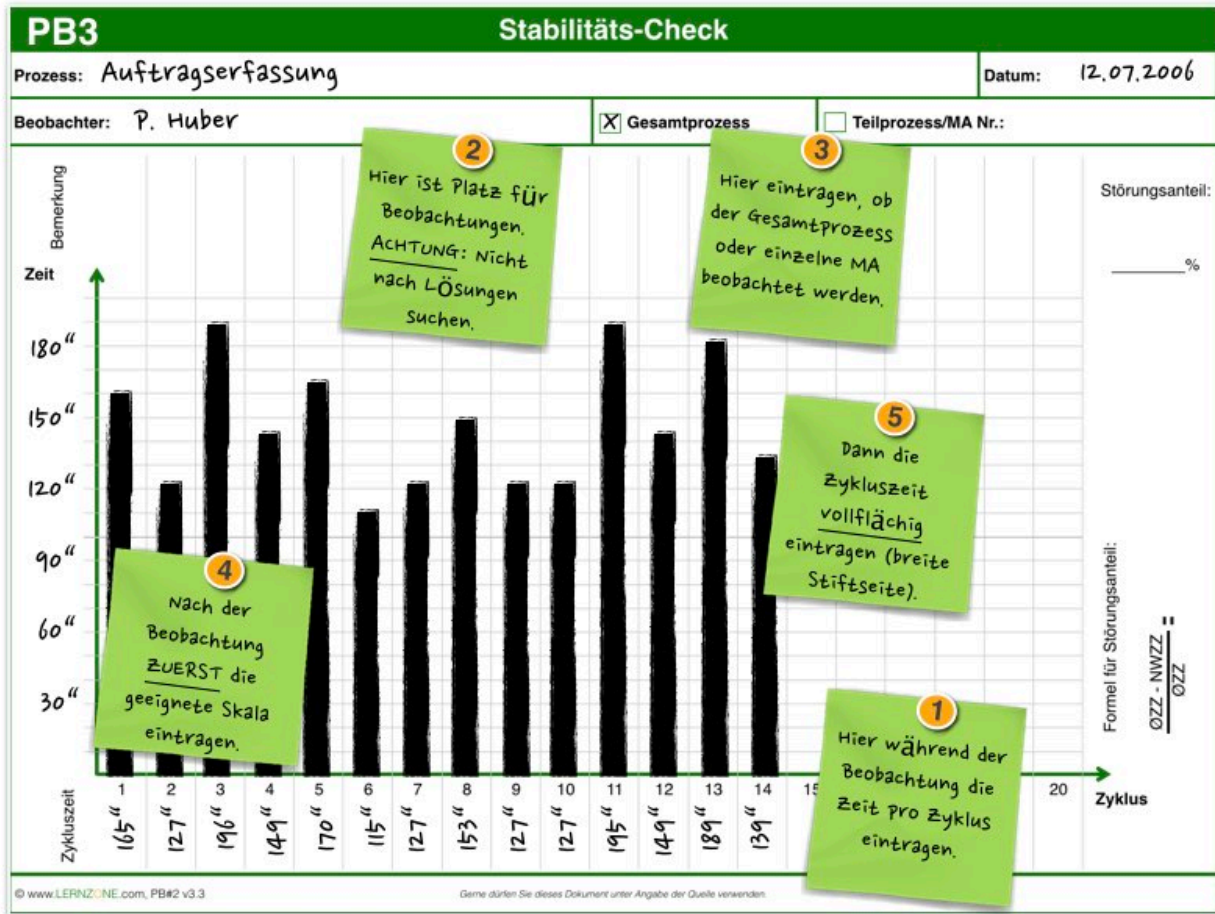 PB3
Stabilitäts-Check
Prozess: Auftragserfassung
Datum: 12.07.2006
Beobachter: P. Huber
X Gesamtprozess
Teilprozess/MA Nr.:
2
Hier ist Platz für
Beobachtungen.
ACHTUNG: Nicht
nach Lösungen
suchen.
3
Hier eintragen, ob
der Gesamtprozess
oder einzelne MA
beobachtet werden.
Bemerkung
Störungsanteil:
______%
Zeit
180"
150"
120"
90"
60"
30"
5
Dann die
Zykluszeit
vollflächig
eintragen (breite
Stiftseite).
4
Nach der
Beobachtung
ZUERST die
geeignete Skala
eintragen.
1
Hier während der
Beobachtung die
Zeit pro Zyklus
eintragen.
Formel für Störungsanteil:
ØZZ - NWZZ
ØZZ
=
1 2 3 4 5 6 7 8 9 10 11 12 13 14 15 20
Zyklus
Zykluszeit
165" 127" 196" 149" 170" 115" 127" 153" 127" 127" 195" 149" 189" 139"
© www.LERNZONE.com, PB#2 v3.3
Gerne dürfen Sie dieses Dokument unter Angabe der Quelle verwenden.